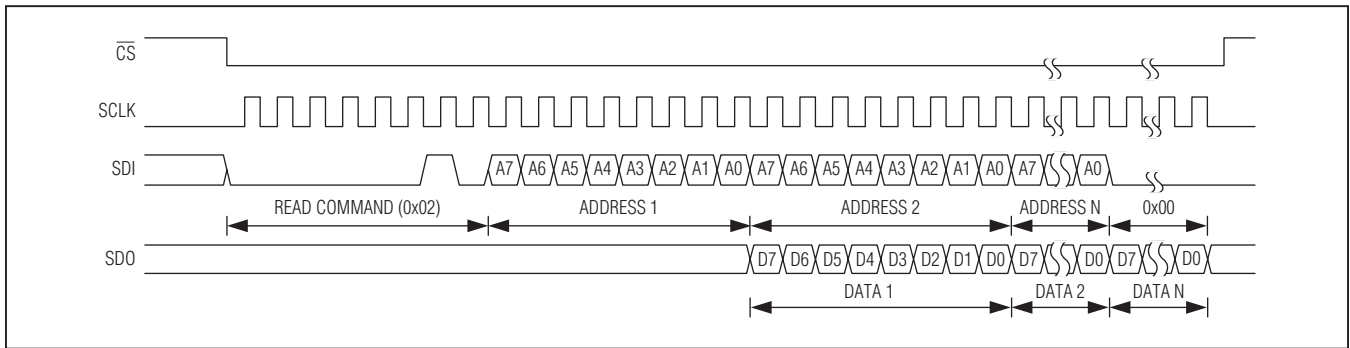 CS
SCLK
SDI A7 A6 A5 A4 A3 A2 A1 A0 A7 A6 A5 A4 A3 A2 A1 A0 A7 A0
READ COMMAND (0x02) ADDRESS 1 ADDRESS 2 ADDRESS N 0x00
SDO D7 D6 D5 D4 D3 D2 D1 D0 D7 D0 D7 D0
DATA 1 DATA 2 DATA N